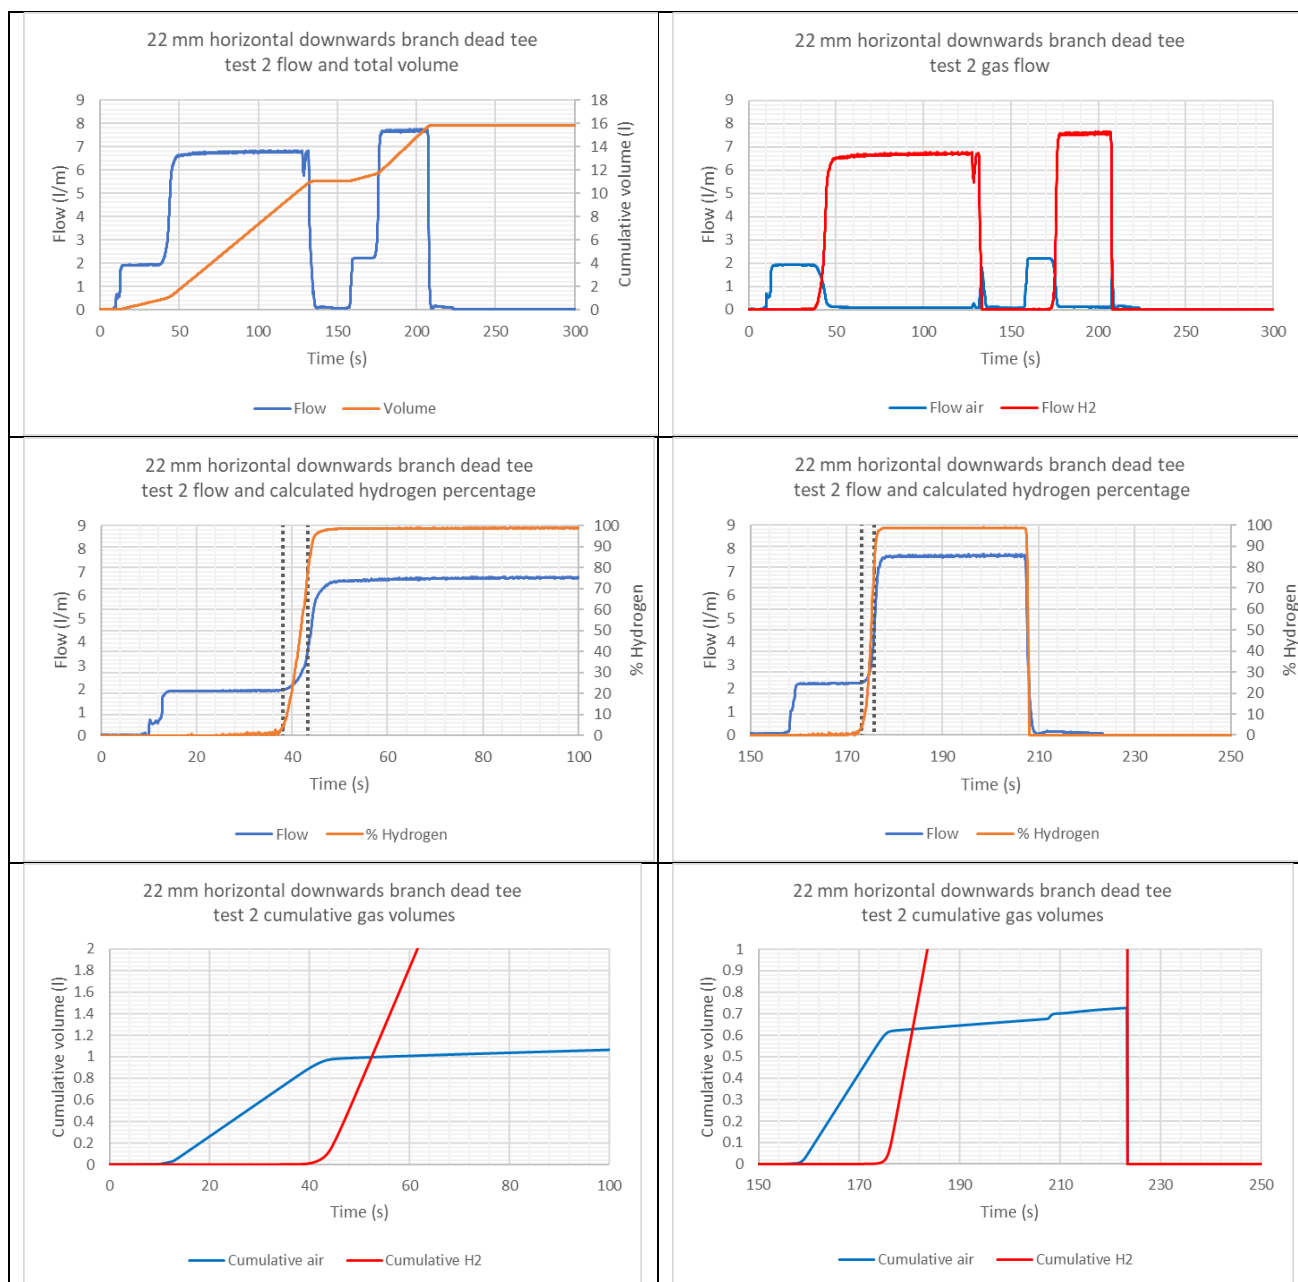 22 mm horizontal downwards branch dead tee
test 2 flow and total volume
9
8
7
6
5
4
3
2
1
0
Flow (l/m)
18
16
14
12
10
8
6
4
2
0
Cumulative volume (l)
0 50 100 150 200 250 300
Time (s)
Flow Volume
22 mm horizontal downwards branch dead tee
test 2 gas flow
9
8
7
6
5
4
3
2
1
0
Flow (l/m)
0 50 100 150 200 250 300
Time (s)
Flow air Flow H2
22 mm horizontal downwards branch dead tee
test 2 flow and calculated hydrogen percentage
9
8
7
6
5
4
3
2
1
0
Flow (l/m)
100
90
80
70
60
50
40
30
20
10
0
% Hydrogen
0 20 40 60 80 100
Time (s)
Flow % Hydrogen
22 mm horizontal downwards branch dead tee
test 2 flow and calculated hydrogen percentage
9
8
7
6
5
4
3
2
1
0
Flow (l/m)
100
90
80
70
60
50
40
30
20
10
0
% Hydrogen
150 170 190 210 230 250
Time (s)
Flow % Hydrogen
22 mm horizontal downwards branch dead tee
test 2 cumulative gas volumes
2
1.8
1.6
1.4
1.2
1
0.8
0.6
0.4
0.2
0
Cumulative volume (l)
0 20 40 60 80 100
Time (s)
Cumulative air Cumulative H2
22 mm horizontal downwards branch dead tee
test 2 cumulative gas volumes
1
0.9
0.8
0.7
0.6
0.5
0.4
0.3
0.2
0.1
0
Cumulative volume (l)
150 170 190 210 230 250
Time (s)
Cumulative air Cumulative H2